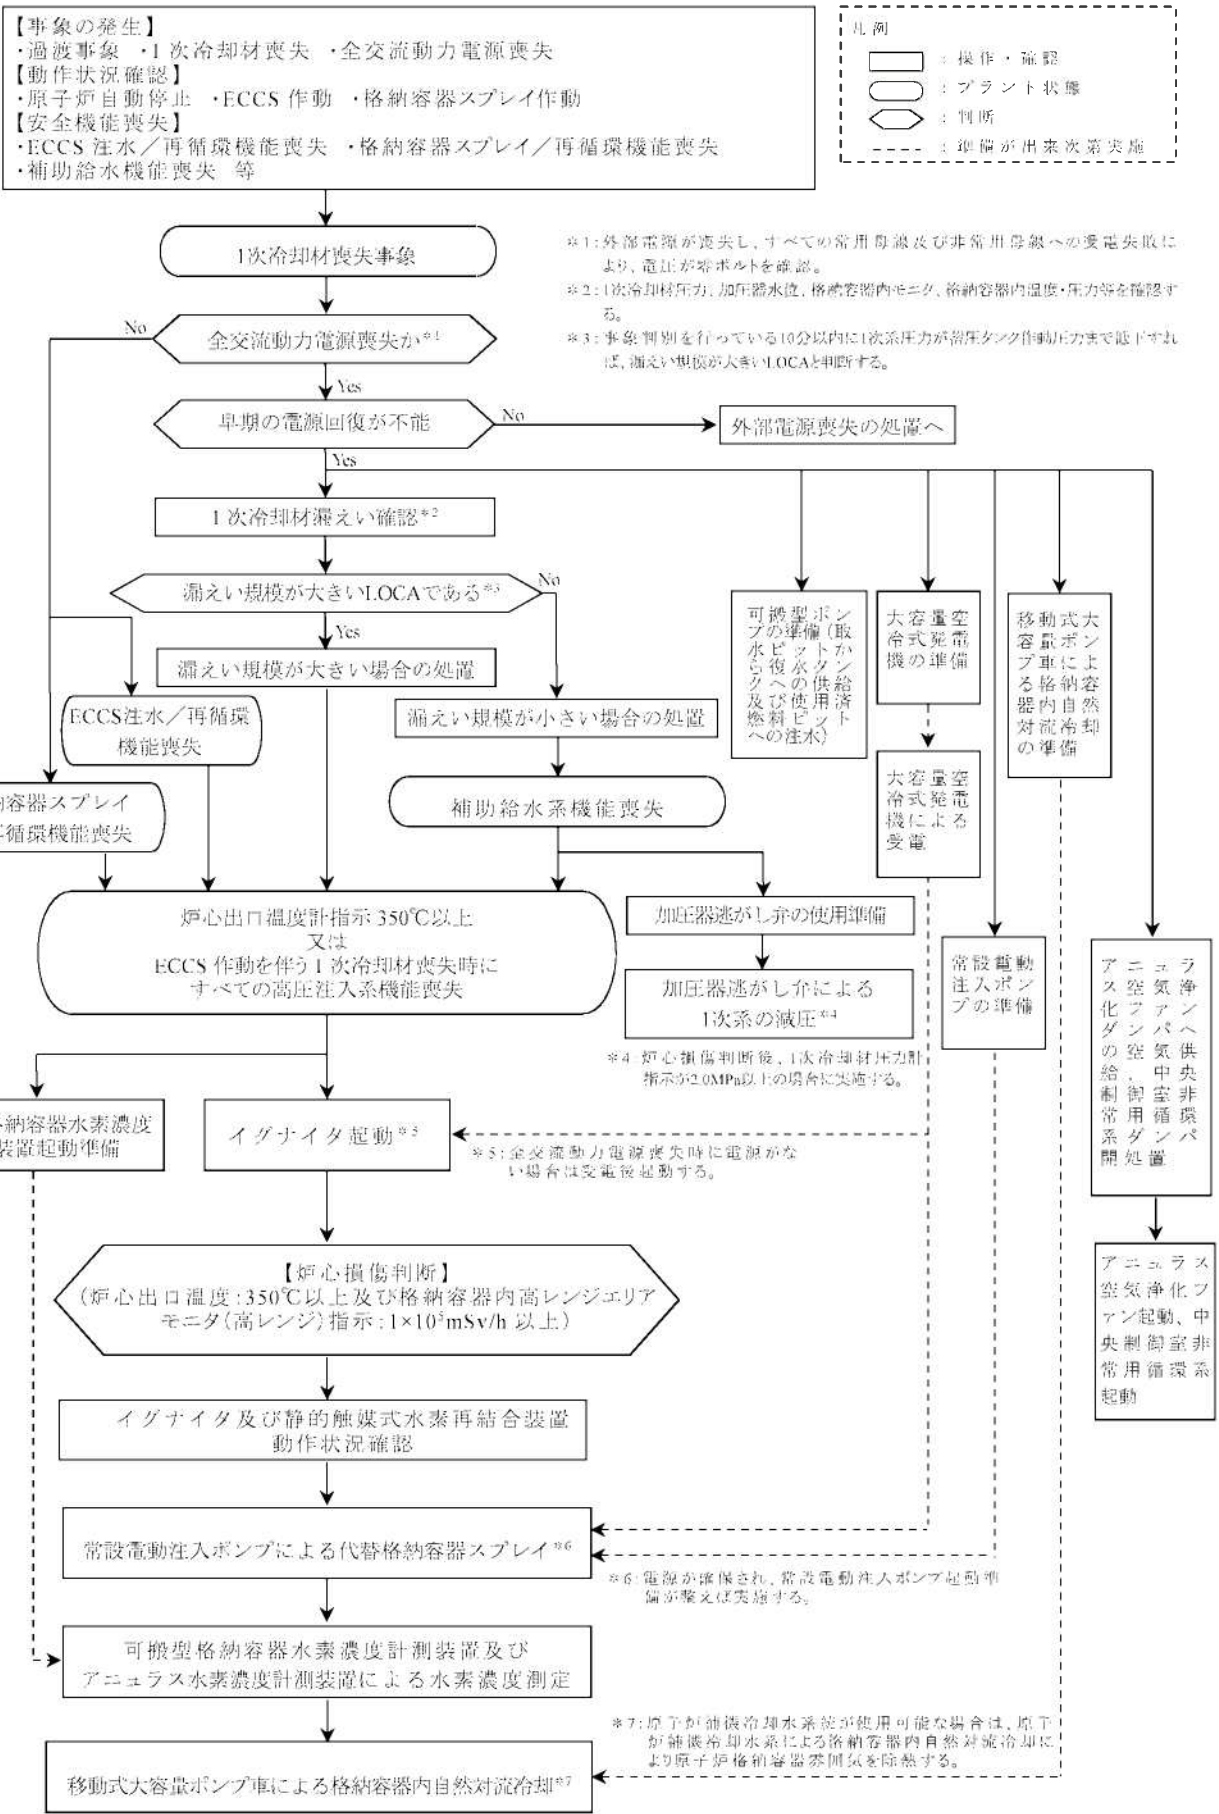 【事象の発生】
・過渡事象 ・1次冷却材喪失 ・全交流動力電源喪失
【動作状況確認】
・原子炉自動停止 ・ECCS 作動 ・格納容器スプレイ作動
【安全機能喪失】
・ECCS 注水／再循環機能喪失 ・格納容器スプレイ／再循環機能喪失
・補助給水機能喪失 等
凡例
：操作・確認
：プラント状態
：判断
：準備が出来次第実施
1次冷却材喪失事象
*1：外部電源が喪失し、すべての常用母線及び非常用母線への受電失敗に
より、電圧が零ボルトを確認。
*2：1次冷却材圧力、加圧器水位、格納容器内モニタ、格納容器内温度・圧力等を確認す
る。
*3：事象判別を行っている10分以内に1次系圧力が蓄圧タンク作動圧力まで低下すれ
ば、漏えい規模が大きいLOCAと判断する。
No
全交流動力電源喪失か*1
Yes
早期の電源回復が不能
No
外部電源喪失の処置へ
Yes
1次冷却材漏えい確認*2
漏えい規模が大きいLOCAである*3
No
Yes
漏えい規模が大きい場合の処置
漏えい規模が小さい場合の処置
ECCS注水／再循環
機能喪失
容器スプレイ
循環機能喪失
補助給水系機能喪失
可搬型ポン
プの準備（取
水ピットか
ら復水タン
クへの供給
及び使用済
燃料ピット
への注水）
大容量空
冷式発電
機の準備
大容量空
冷式発電
機による
受電
移動式大
容量ポン
プ車によ
る格納容
器内自然
対流冷却
の準備
炉心出口温度計指示 350℃以上
又は
ECCS 作動を伴う1次冷却材喪失時に
すべての高圧注入系機能喪失
加圧器逃がし弁の使用準備
加圧器逃がし弁による
1次系の減圧*4
*4：炉心損傷判断後、1次冷却材圧力計
指示が2.0MPa以上の場合に実施する。
常設電動
注入ポン
プの準備
アニュラ
ス空気浄
化ファン
ダンパへ
の空気供
給、中央
制御室非
常用循環
系ダンパ
開処置
アニュラス
空気浄化フ
ァン起動、中
央制御室非
常用循環系
起動
納容器水素濃度
装置起動準備
イグナイタ起動*5
*5：全交流動力電源喪失時に電源がな
い場合は受電後起動する。
【炉心損傷判断】
（炉心出口温度：350℃以上及び格納容器内高レンジエリア
モニタ（高レンジ）指示：1×10⁵mSv/h 以上）
イグナイタ及び静的触媒式水素再結合装置
動作状況確認
常設電動注入ポンプによる代替格納容器スプレイ*6
*6：電源が確保され、常設電動注入ポンプ起動準
備が整えば実施する。
可搬型格納容器水素濃度計測装置及び
アニュラス水素濃度計測装置による水素濃度測定
*7：原子炉補機冷却水系統が使用可能な場合は、原子
炉補機冷却水系による格納容器内自然対流冷却に
より原子炉格納容器雰囲気を除熱する。
移動式大容量ポンプ車による格納容器内自然対流冷却*7